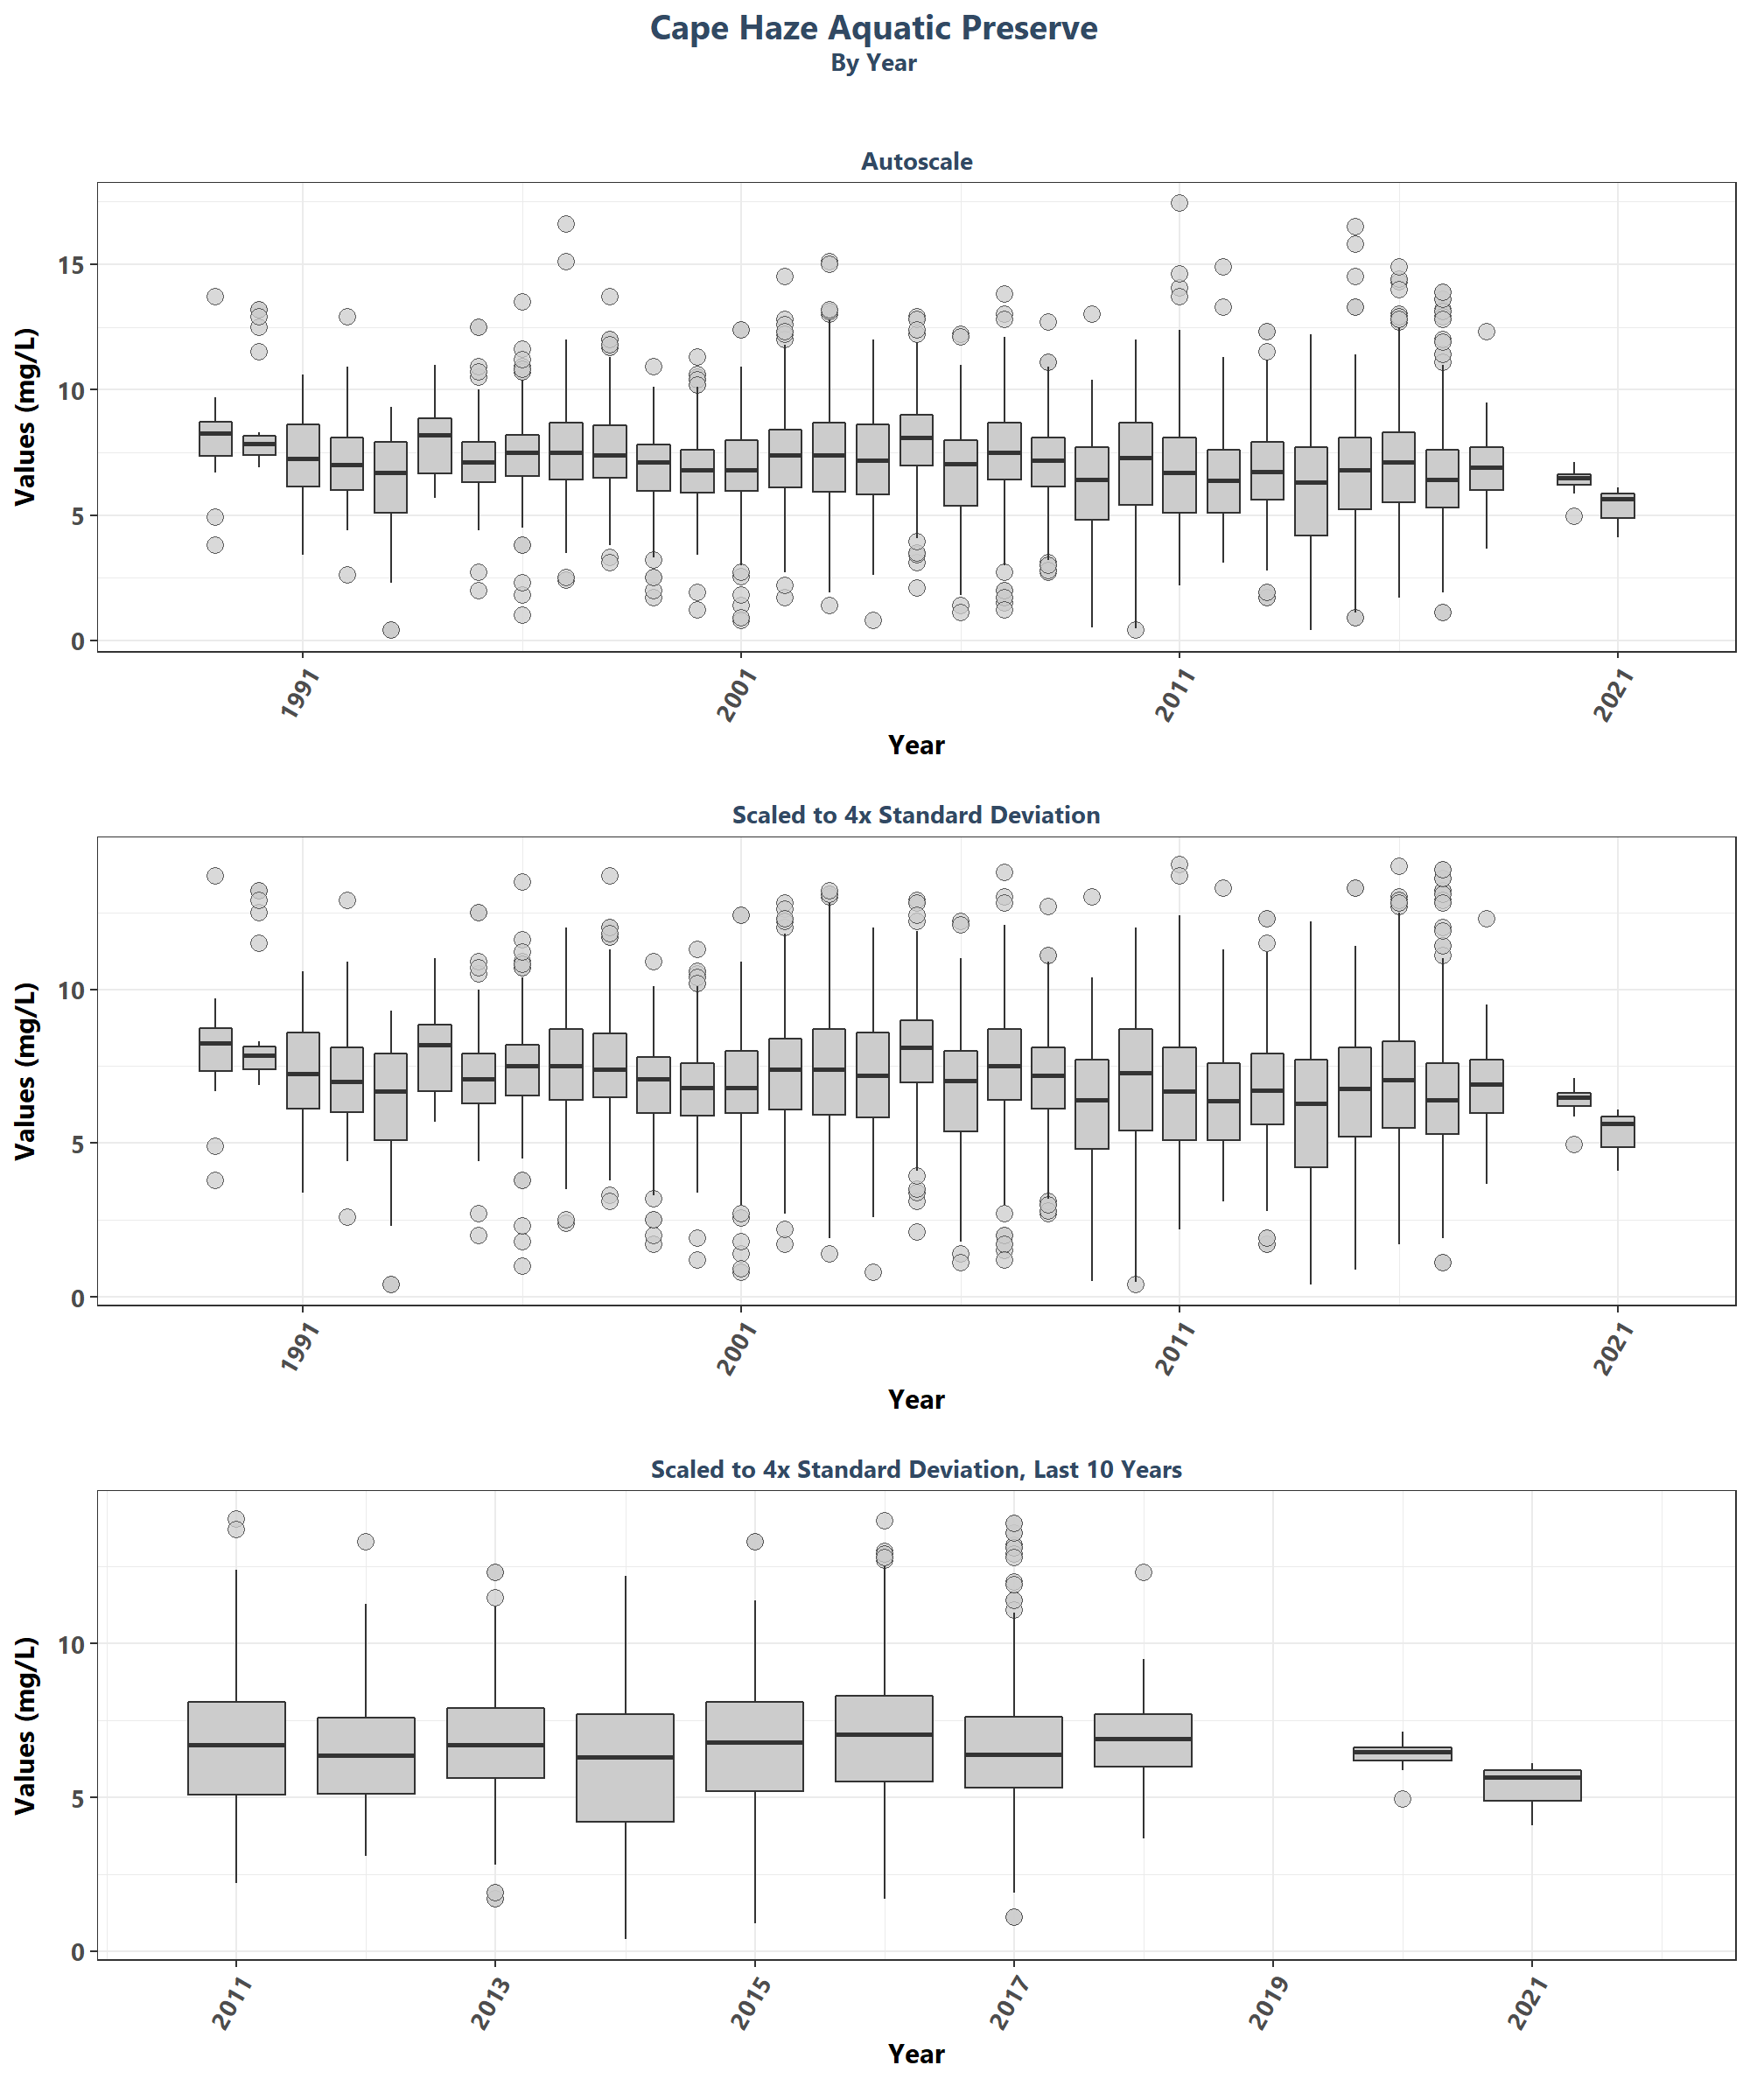 Cape Haze Aquatic Preserve
By Year
Autoscale
Values (mg/L)
15
10
5
0
1991
2001
2011
2021
Year
Scaled to 4x Standard Deviation
Values (mg/L)
10
5
0
1991
2001
2011
2021
Year
Scaled to 4x Standard Deviation, Last 10 Years
Values (mg/L)
10
5
0
2011
2013
2015
2017
2019
2021
Year